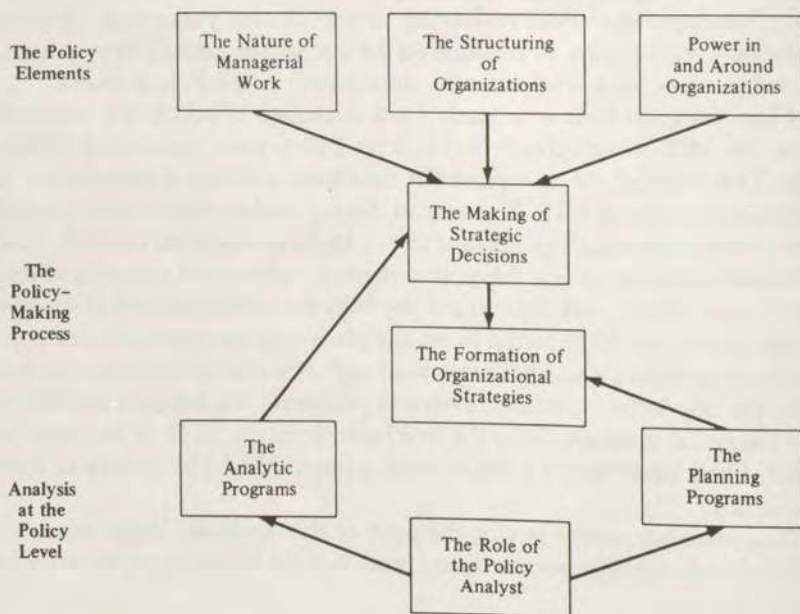 The Policy
Elements
The Nature of
Managerial
Work
The Structuring
of
Organizations
Power in
and Around
Organizations
The Making of
Strategic
Decisions
The
Policy–
Making
Process
The Formation of
Organizational
Strategies
The
Analytic
Programs
The
Planning
Programs
Analysis
at the
Policy
Level
The Role of
the Policy
Analyst